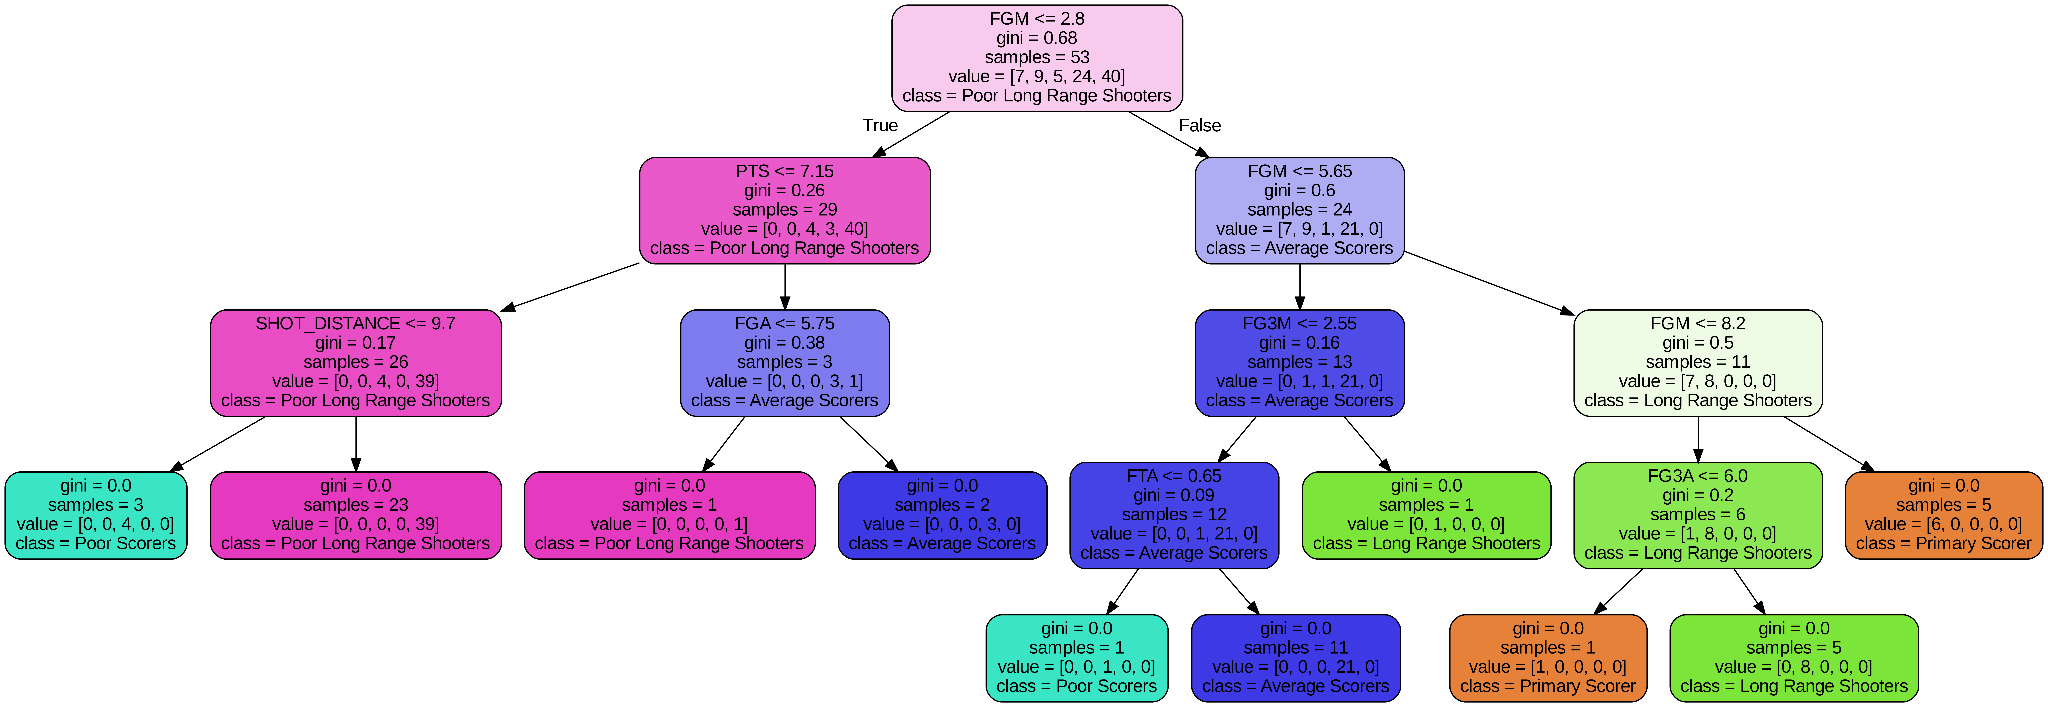 FGM <= 2.8
gini = 0.68
samples = 53
value = [7, 9, 5, 24, 40]
class = Poor Long Range Shooters
True
False
PTS <= 7.15
gini = 0.26
samples = 29
value = [0, 0, 4, 3, 40]
class = Poor Long Range Shooters
FGM <= 5.65
gini = 0.6
samples = 24
value = [7, 9, 1, 21, 0]
class = Average Scorers
SHOT_DISTANCE <= 9.7
gini = 0.17
samples = 26
value = [0, 0, 4, 0, 39]
class = Poor Long Range Shooters
FGA <= 5.75
gini = 0.38
samples = 3
value = [0, 0, 0, 3, 1]
class = Average Scorers
FG3M <= 2.55
gini = 0.16
samples = 13
value = [0, 1, 1, 21, 0]
class = Average Scorers
FGM <= 8.2
gini = 0.5
samples = 11
value = [7, 8, 0, 0, 0]
class = Long Range Shooters
gini = 0.0
samples = 3
value = [0, 0, 4, 0, 0]
class = Poor Scorers
gini = 0.0
samples = 23
value = [0, 0, 0, 0, 39]
class = Poor Long Range Shooters
gini = 0.0
samples = 1
value = [0, 0, 0, 0, 1]
class = Poor Long Range Shooters
gini = 0.0
samples = 2
value = [0, 0, 0, 3, 0]
class = Average Scorers
FTA <= 0.65
gini = 0.09
samples = 12
value = [0, 0, 1, 21, 0]
class = Average Scorers
gini = 0.0
samples = 1
value = [0, 1, 0, 0, 0]
class = Long Range Shooters
FG3A <= 6.0
gini = 0.2
samples = 6
value = [1, 8, 0, 0, 0]
class = Long Range Shooters
gini = 0.0
samples = 5
value = [6, 0, 0, 0, 0]
class = Primary Scorer
gini = 0.0
samples = 1
value = [0, 0, 1, 0, 0]
class = Poor Scorers
gini = 0.0
samples = 11
value = [0, 0, 0, 21, 0]
class = Average Scorers
gini = 0.0
samples = 1
value = [1, 0, 0, 0, 0]
class = Primary Scorer
gini = 0.0
samples = 5
value = [0, 8, 0, 0, 0]
class = Long Range Shooters